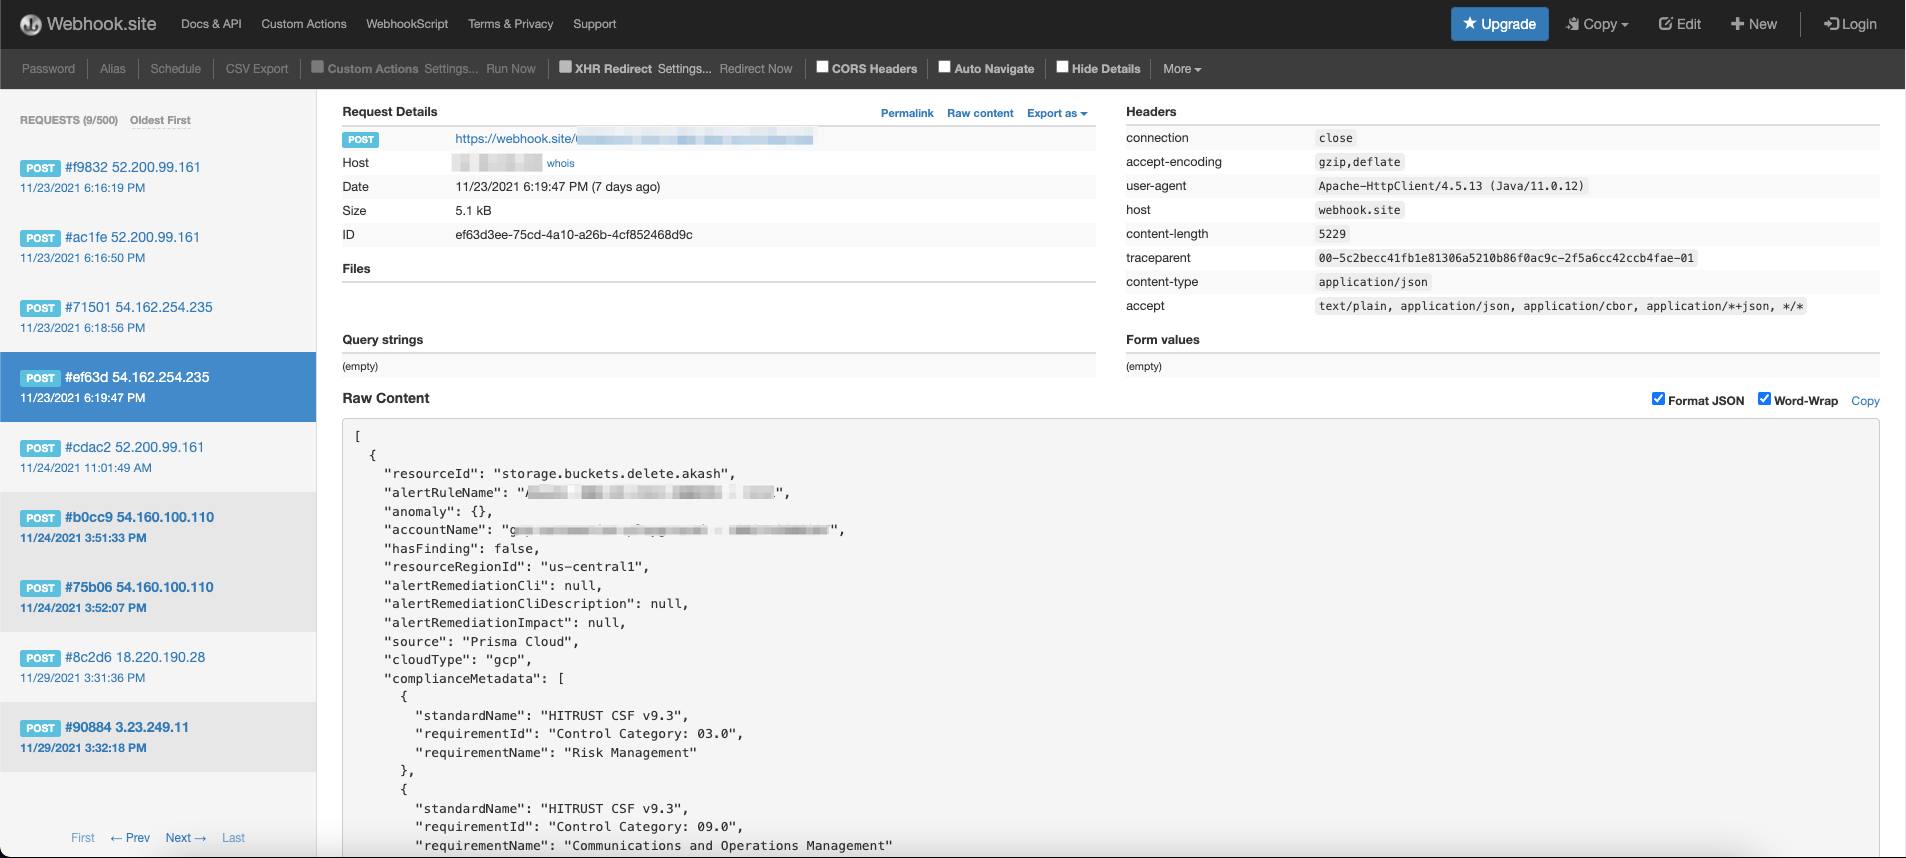 Webhook.site Docs & API Custom Actions WebhookScript Terms & Privacy Support Upgrade Copy Edit New Login
Password Alias Schedule CSV Export Custom Actions Settings... Run Now XHR Redirect Settings... Redirect Now CORS Headers Auto Navigate Hide Details More
REQUESTS (9/500) Oldest First
POST #f9832 52.200.99.161
11/23/2021 6:16:19 PM
POST #ac1fe 52.200.99.161
11/23/2021 6:16:50 PM
POST #71501 54.162.254.235
11/23/2021 6:18:56 PM
POST #ef63d 54.162.254.235
11/23/2021 6:19:47 PM
POST #cdac2 52.200.99.161
11/24/2021 11:01:49 AM
POST #b0cc9 54.160.100.110
11/24/2021 3:51:33 PM
POST #75b06 54.160.100.110
11/24/2021 3:52:07 PM
POST #8c2d6 18.220.190.28
11/29/2021 3:31:36 PM
POST #90884 3.23.249.11
11/29/2021 3:32:18 PM
First ← Prev Next → Last
Request Details Permalink Raw content Export as
POST https://webhook.site/
Host whois
Date 11/23/2021 6:19:47 PM (7 days ago)
Size 5.1 kB
ID ef63d3ee-75cd-4a10-a26b-4cf852468d9c
Files
Query strings
(empty)
Headers
connection close
accept-encoding gzip,deflate
user-agent Apache-HttpClient/4.5.13 (Java/11.0.12)
host webhook.site
content-length 5229
traceparent 00-5c2becc41fb1e81306a5210b86f0ac9c-2f5a6cc42ccb4fae-01
content-type application/json
accept text/plain, application/json, application/cbor, application/*+json, */*
Form values
(empty)
Raw Content Format JSON Word-Wrap Copy
[
{
"resourceId": "storage.buckets.delete.akash",
"alertRuleName": "",
"anomaly": {},
"accountName": "",
"hasFinding": false,
"resourceRegionId": "us-central1",
"alertRemediationCli": null,
"alertRemediationCliDescription": null,
"alertRemediationImpact": null,
"source": "Prisma Cloud",
"cloudType": "gcp",
"complianceMetadata": [
{
"standardName": "HITRUST CSF v9.3",
"requirementId": "Control Category: 03.0",
"requirementName": "Risk Management"
},
{
"standardName": "HITRUST CSF v9.3",
"requirementId": "Control Category: 09.0",
"requirementName": "Communications and Operations Management"